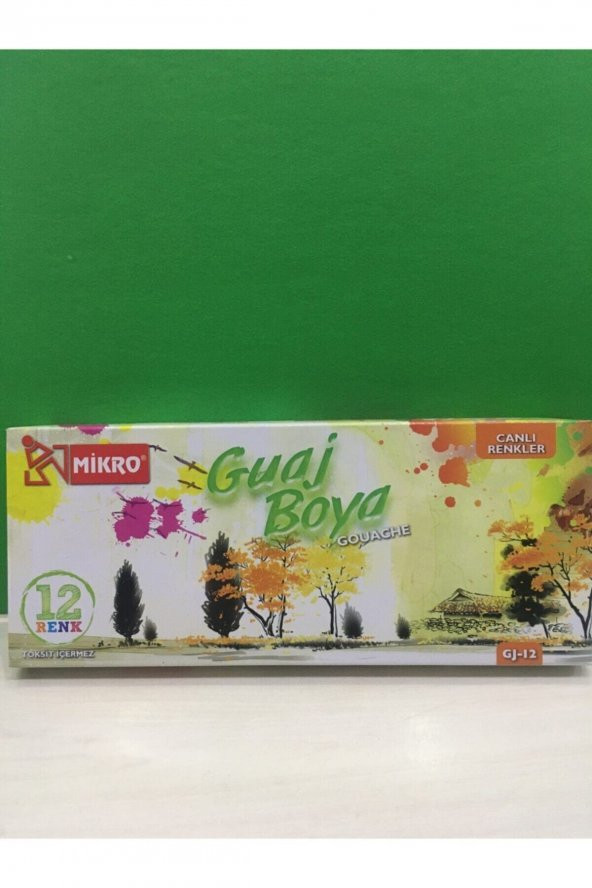 MİKRO®
Guaj
Boya
GOUACHE
CANLI
RENKLER
12
RENK
TOKSİT İÇERMEZ
GJ-12